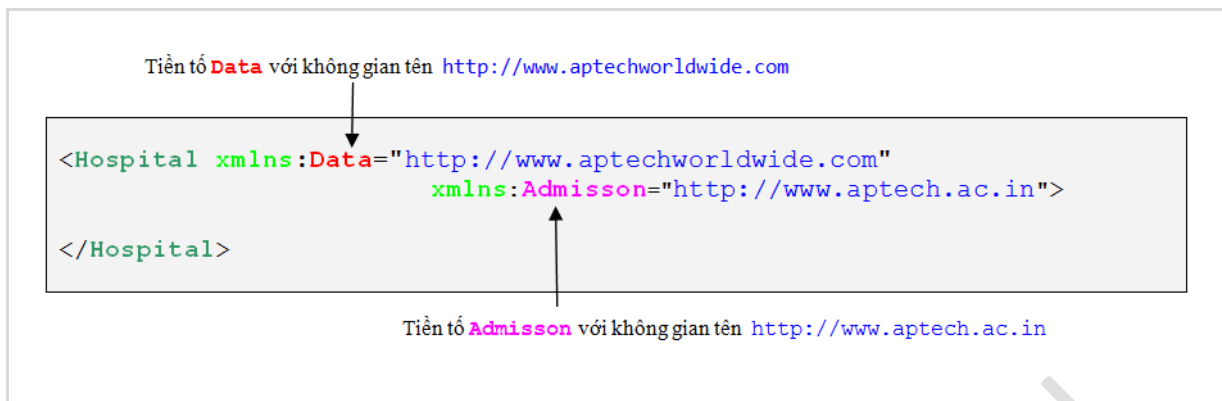 Tiền tố Data với không gian tên http://www.aptechworldwide.com
<Hospital xmlns:Data="http://www.aptechworldwide.com"
xmlns:Admisson="http://www.aptech.ac.in">
</Hospital>
Tiền tố Admisson với không gian tên http://www.aptech.ac.in